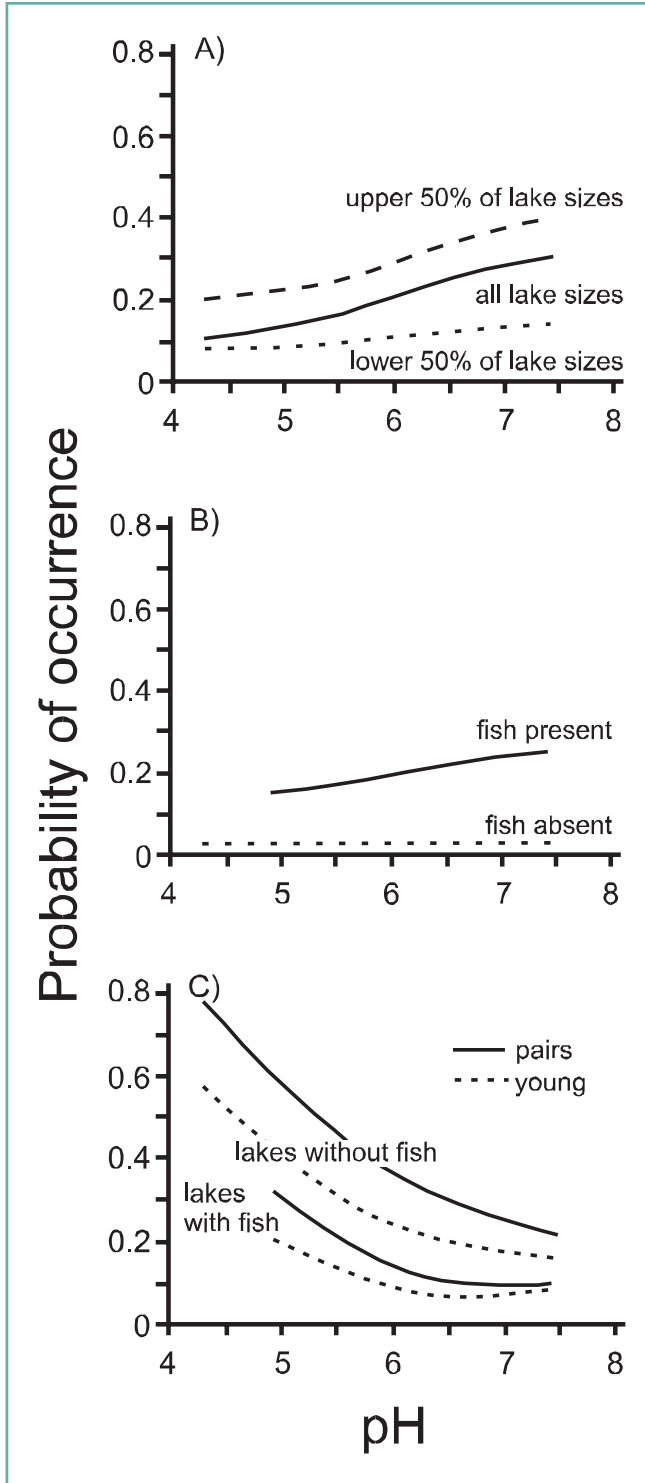 Probability of occurrence
A)
0.8
0.6
0.4
0.2
0
upper 50% of lake sizes
all lake sizes
lower 50% of lake sizes
4 5 6 7 8
B)
0.8
0.6
0.4
0.2
0
fish present
fish absent
4 5 6 7 8
C)
0.8
0.6
0.4
0.2
0
pairs
young
lakes without fish
lakes
with fish
4 5 6 7 8
pH